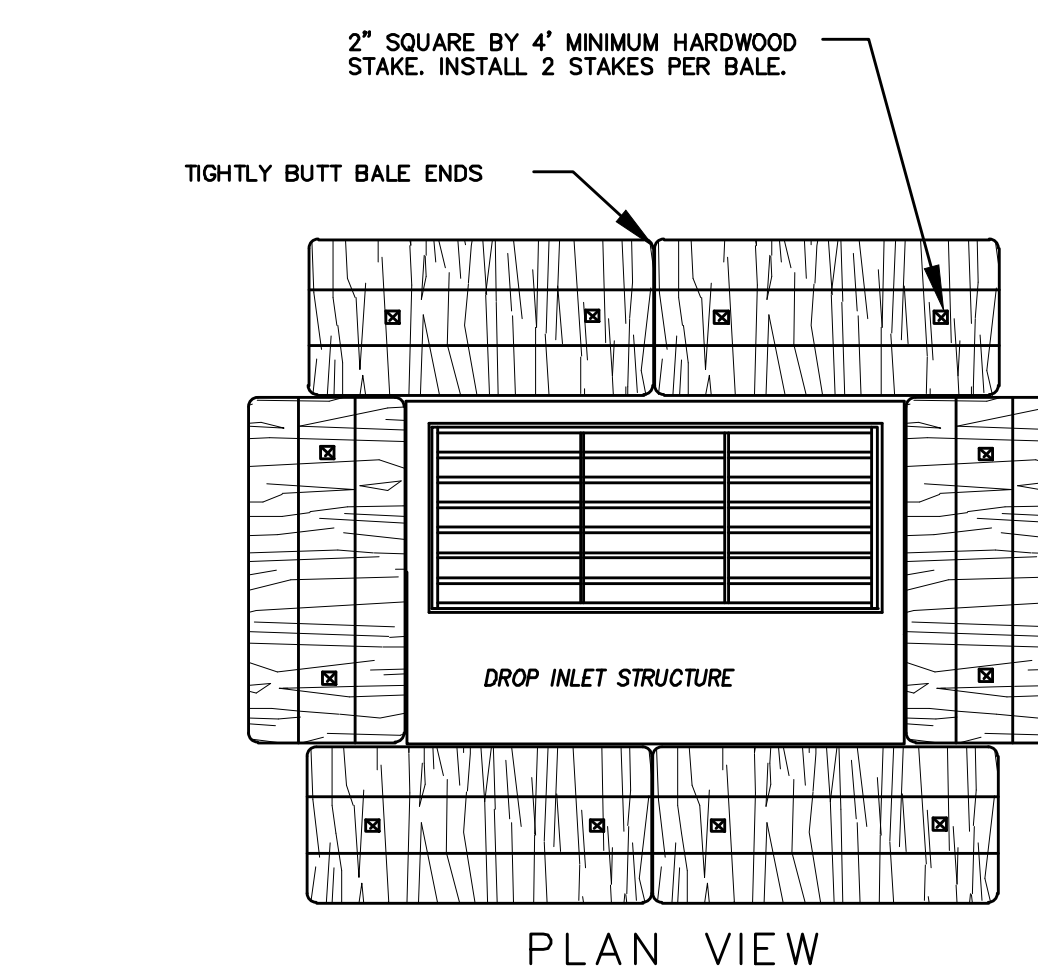 2" SQUARE BY 4' MINIMUM HARDWOOD
STAKE. INSTALL 2 STAKES PER BALE.
TIGHTLY BUTT BALE ENDS
DROP INLET STRUCTURE
PLAN VIEW